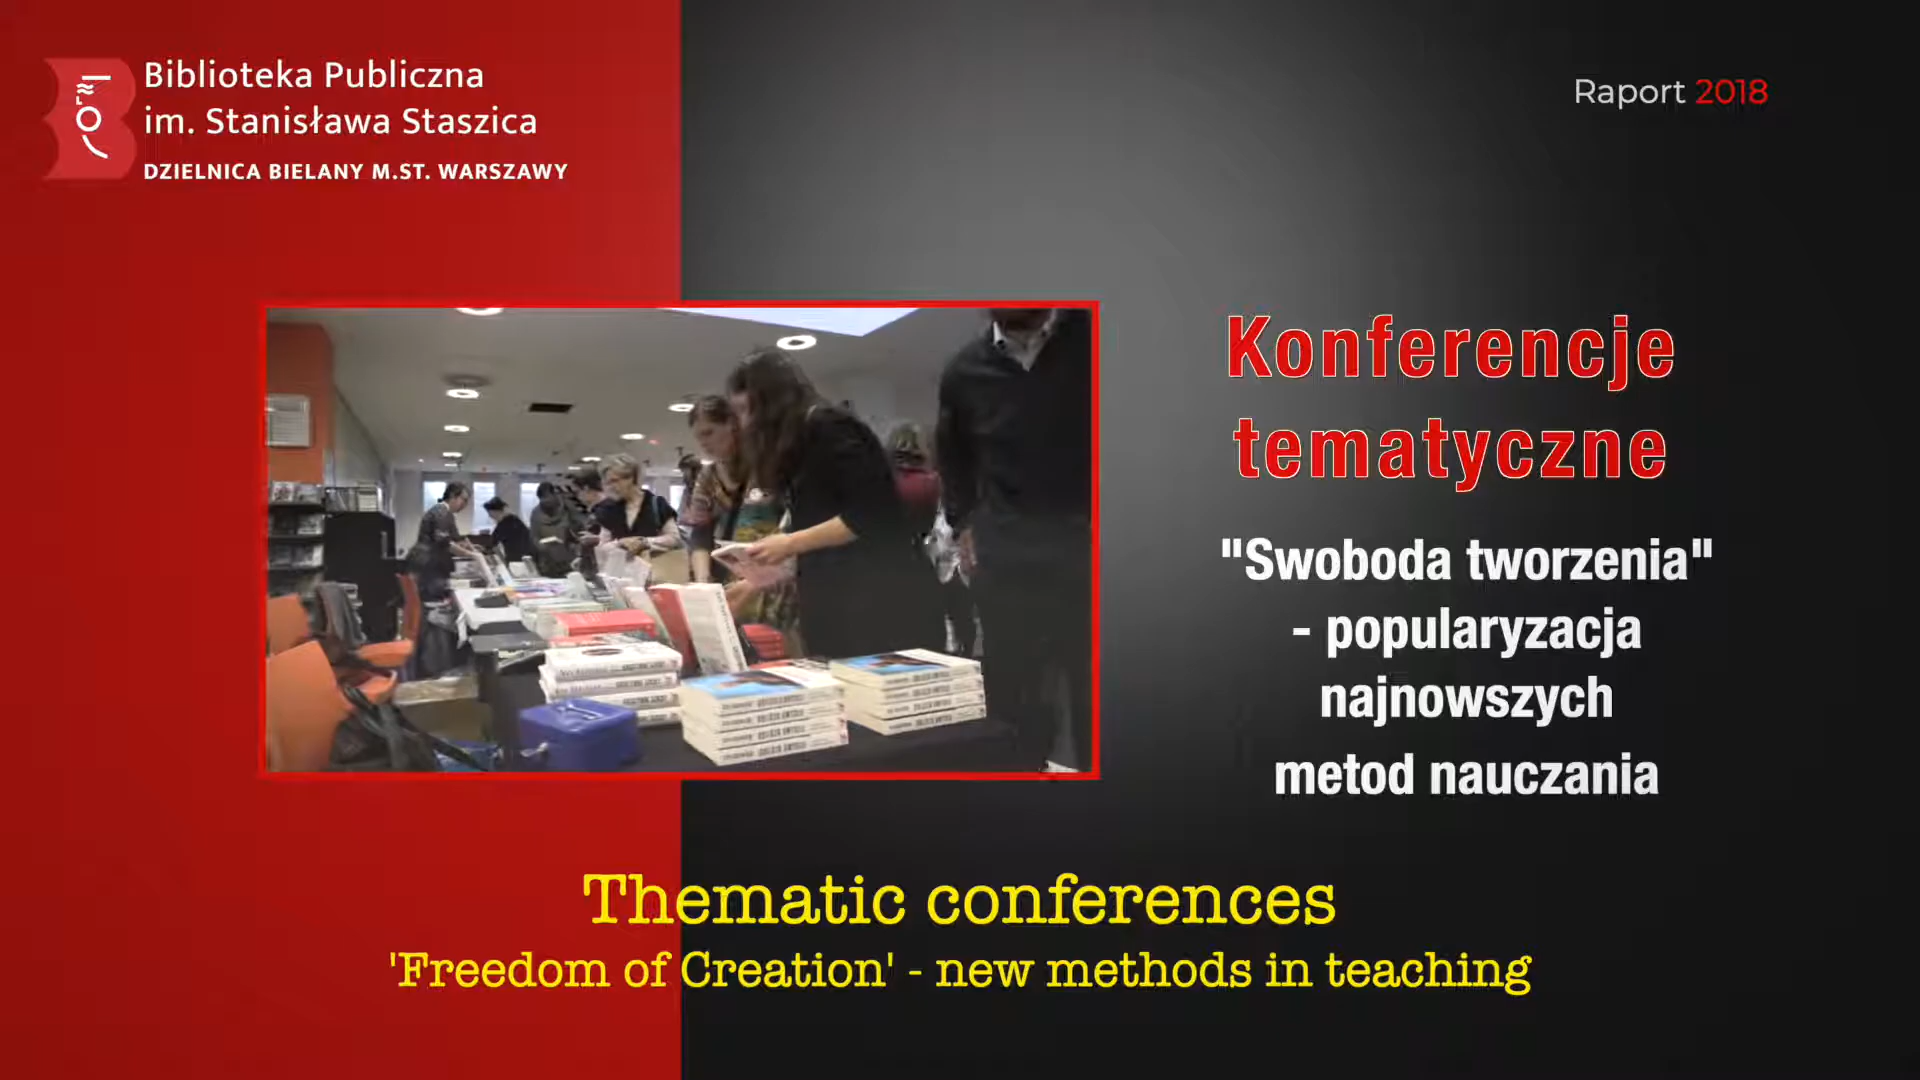 Biblioteka Publiczna
im. Stanisława Staszica
DZIELNICA BIELANY M.ST. WARSZAWY
Raport 2018
Konferencje
tematyczne
"Swoboda tworzenia"
- popularyzacja
najnowszych
metod nauczania
Thematic conferences
'Freedom of Creation' - new methods in teaching